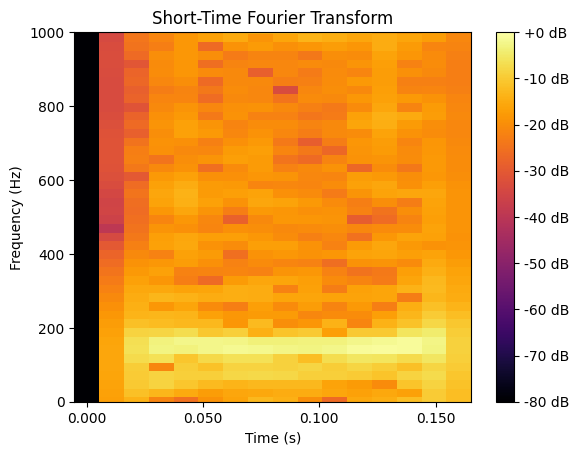 Short-Time Fourier Transform
1000
800
600
400
200
0
Frequency (Hz)
0.000
0.050
0.100
0.150
Time (s)
+0 dB
-10 dB
-20 dB
-30 dB
-40 dB
-50 dB
-60 dB
-70 dB
-80 dB